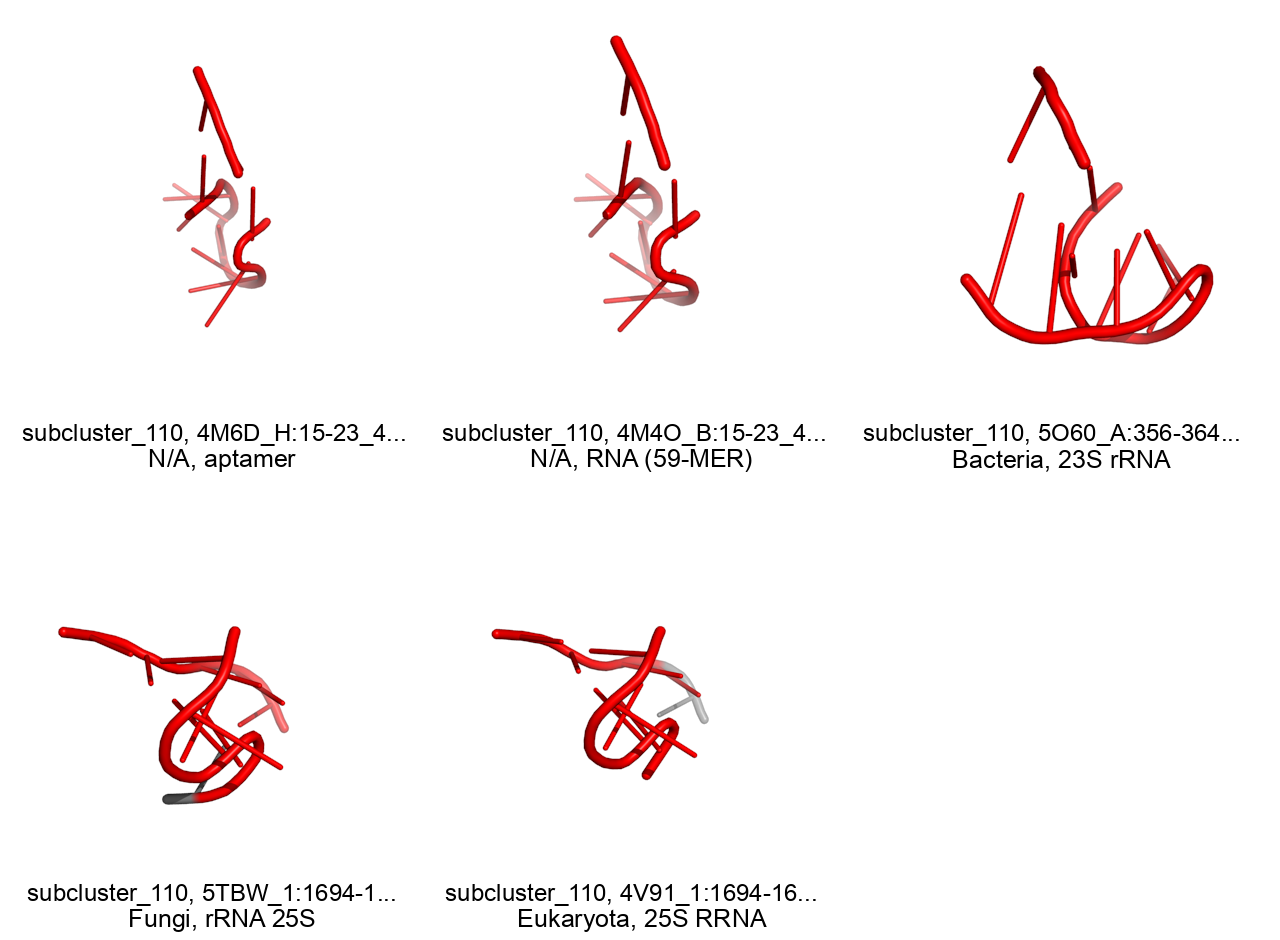 subcluster_110, 4M6D_H:15-23_4...
N/A, aptamer
subcluster_110, 4M4O_B:15-23_4...
N/A, RNA (59-MER)
subcluster_110, 5O60_A:356-364...
Bacteria, 23S rRNA
subcluster_110, 5TBW_1:1694-1...
Fungi, rRNA 25S
subcluster_110, 4V91_1:1694-16...
Eukaryota, 25S RRNA